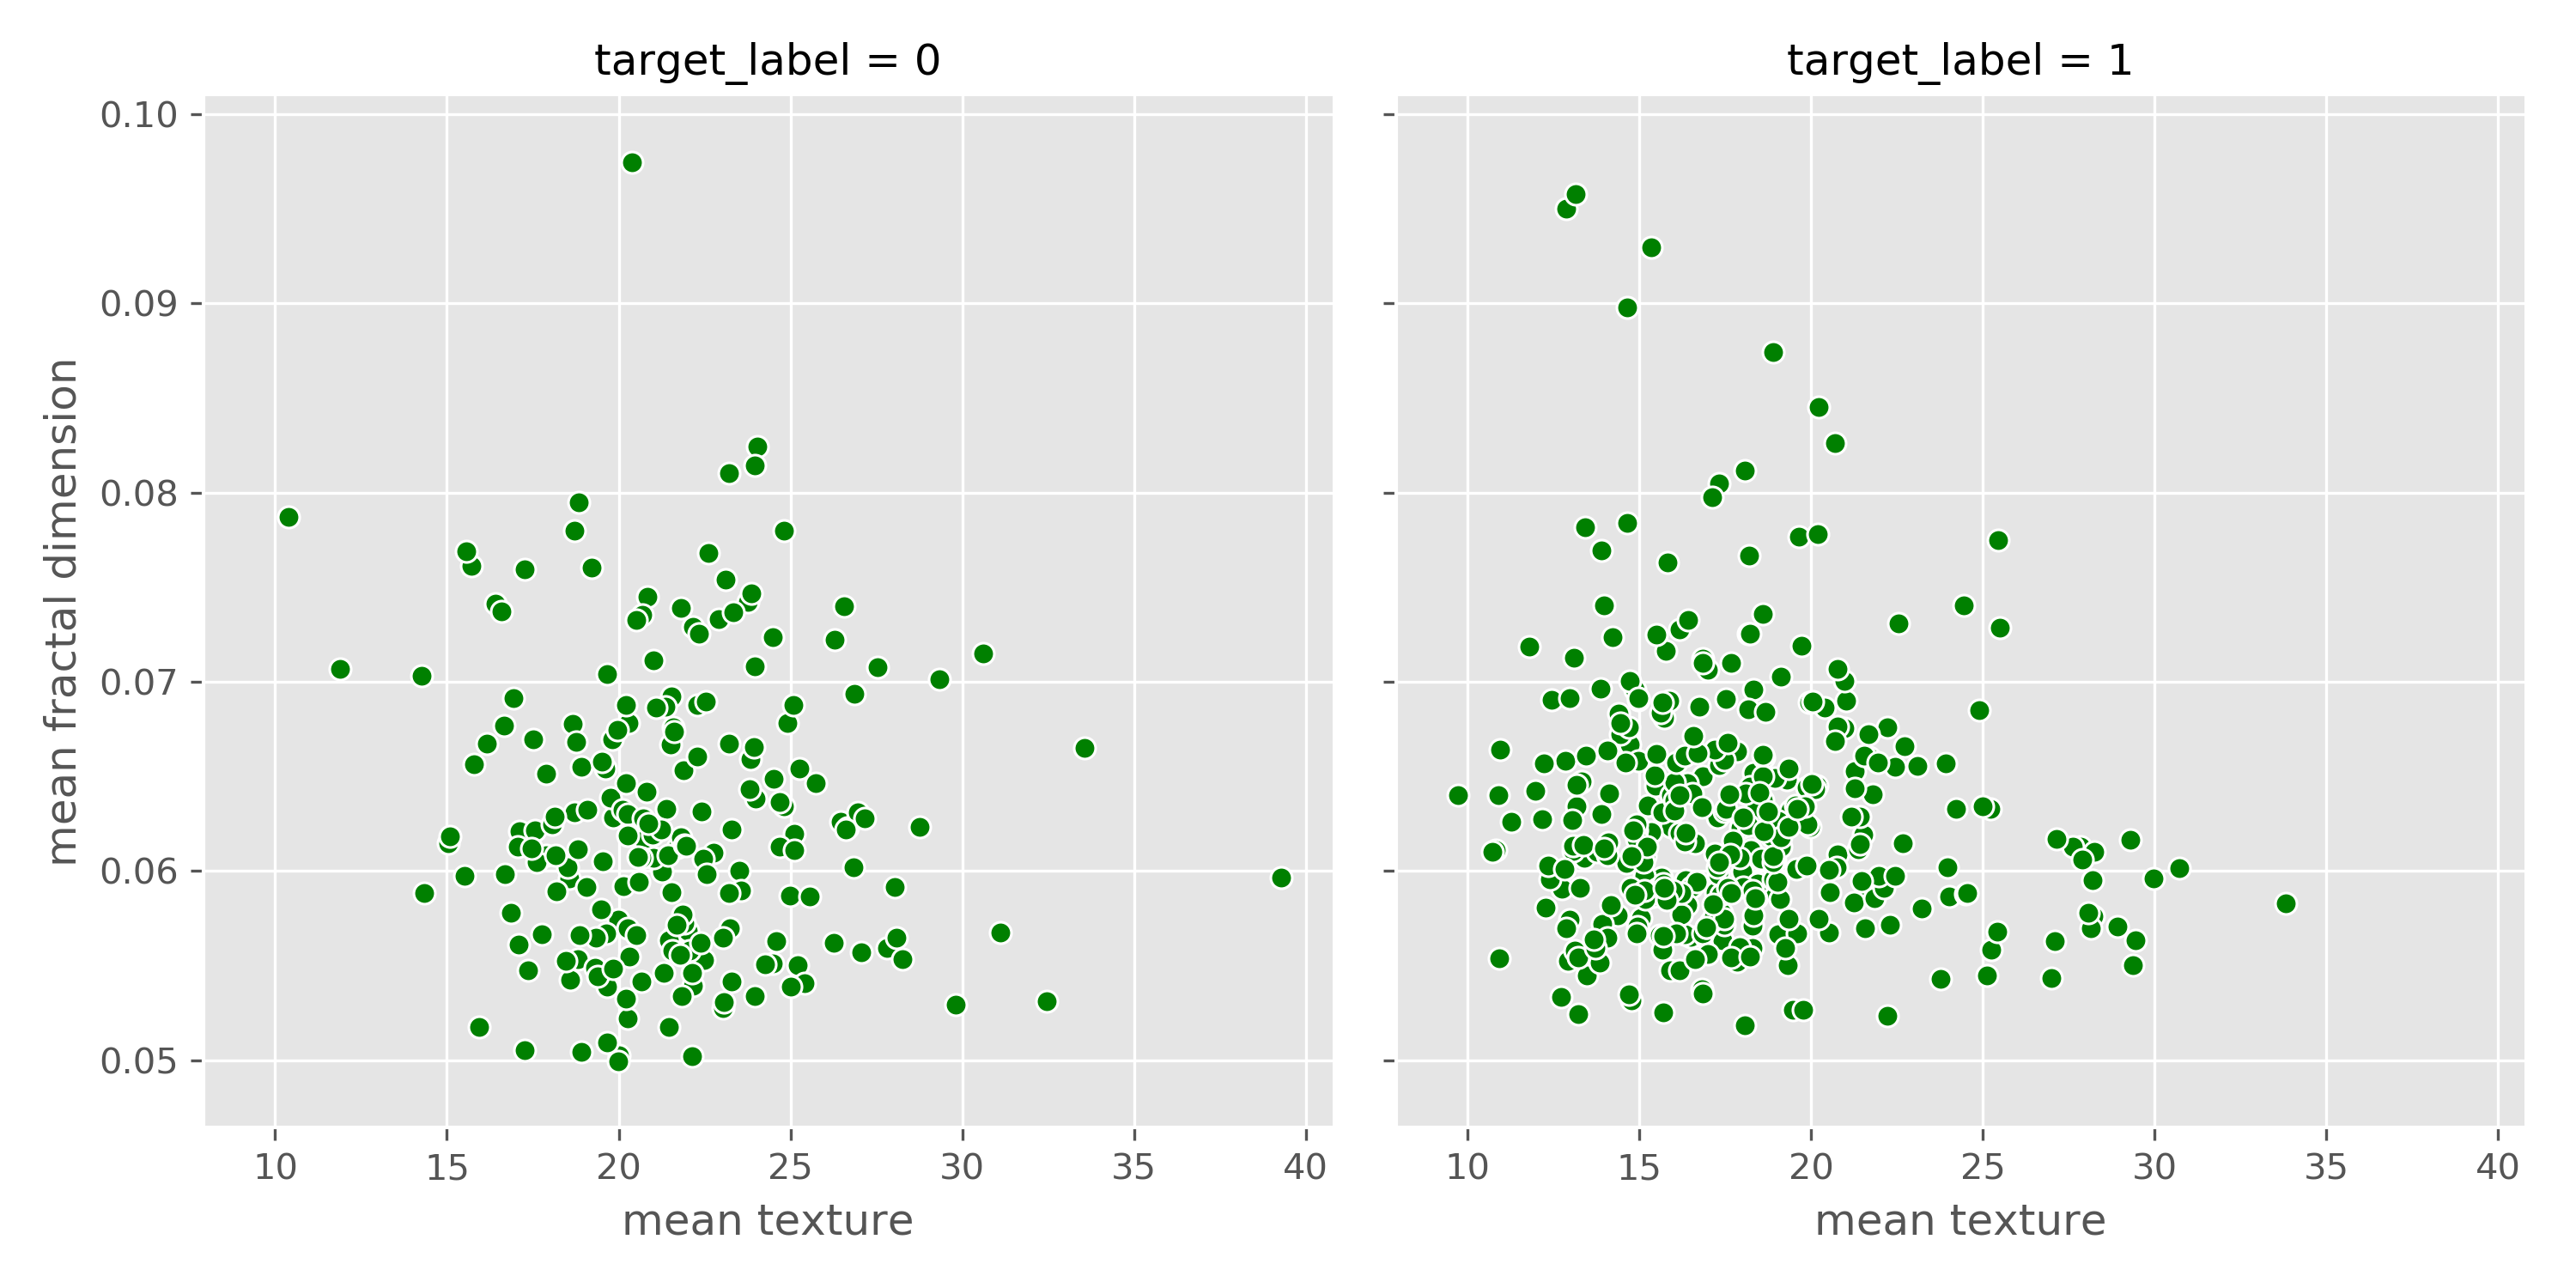 target_label = 0
target_label = 1
0.10
0.09
0.08
0.07
0.06
0.05
mean fractal dimension
10 15 20 25 30 35 40
10 15 20 25 30 35 40
mean texture
mean texture